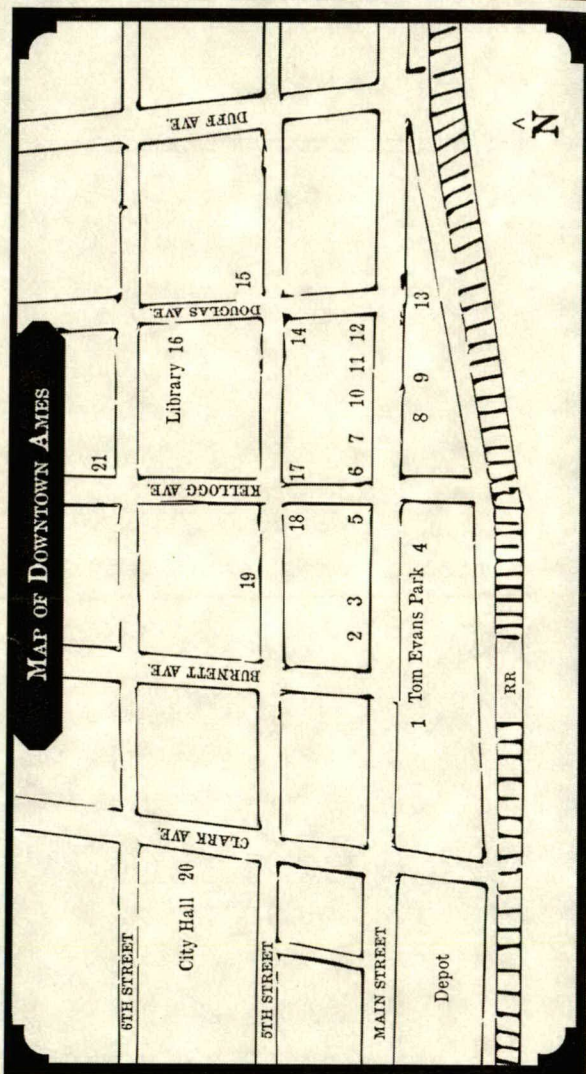 MAP OF DOWNTOWN AMES
21
6TH STREET
City Hall 20
Library 16
15
19
CLARK AVE.
BURNETT AVE.
KELLOGG AVE.
DOUGLAS AVE.
DUFF AVE.
5TH STREET
18
17
14
2
3
5
6
7
10
11
12
MAIN STREET
Depot
1 Tom Evans Park 4
8
9
13
RR
^
N